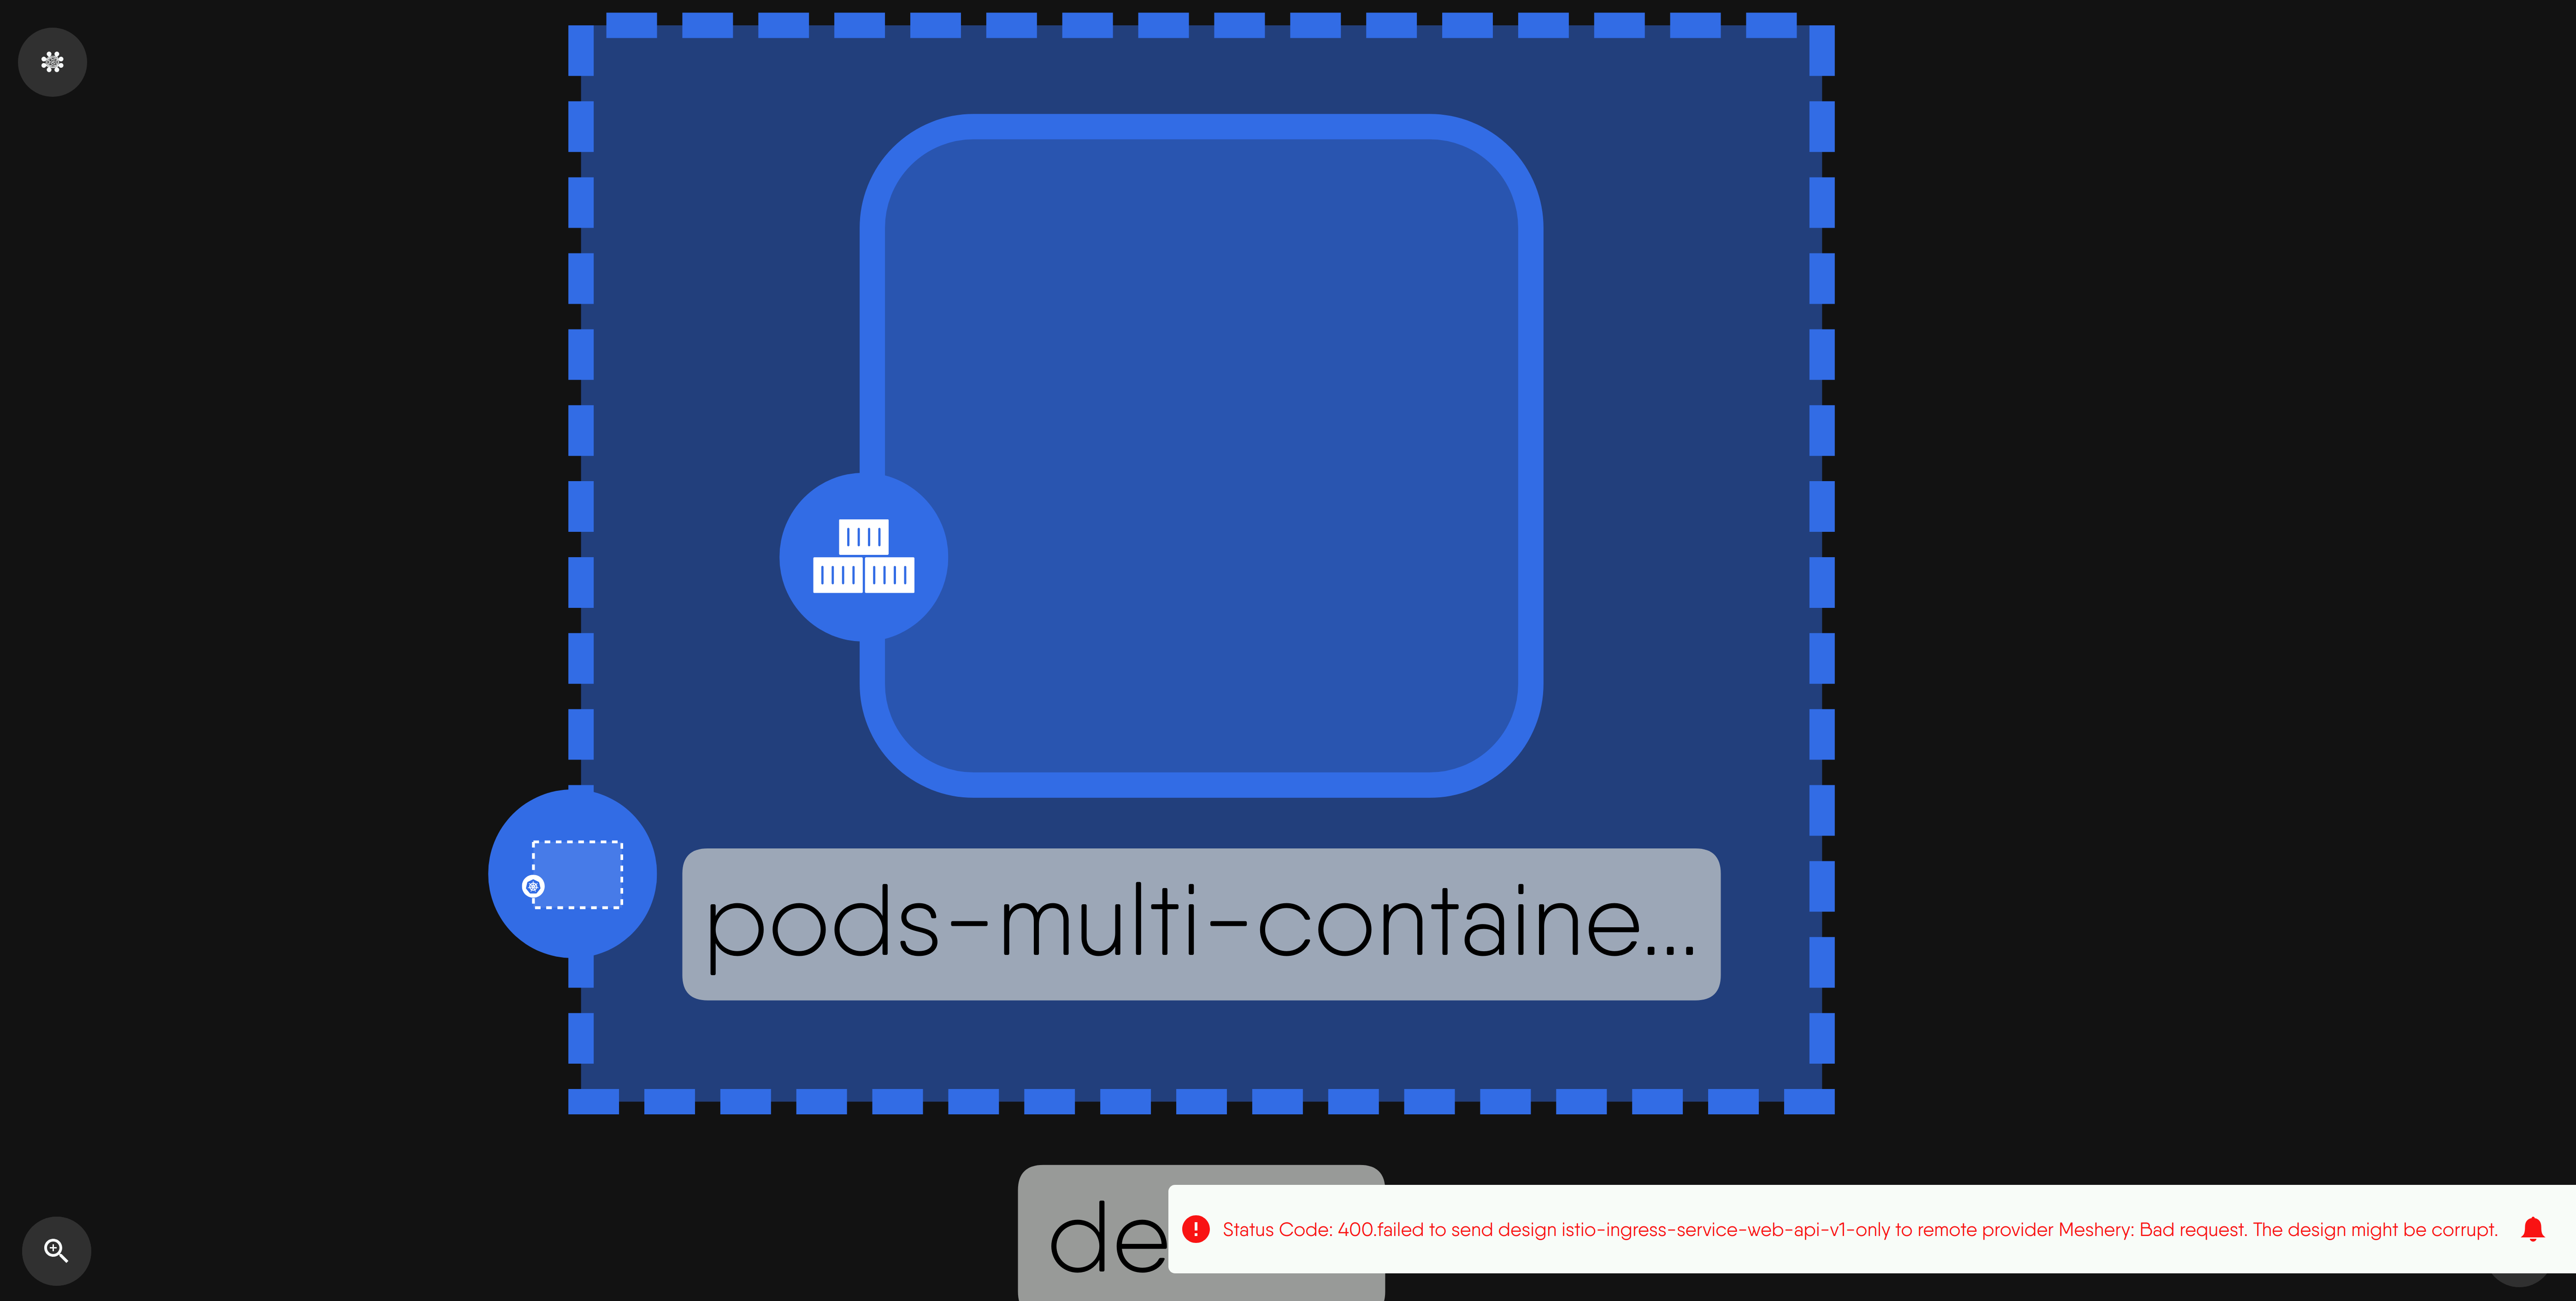 pods-multi-containe...
de
Status Code: 400.failed to send design istio-ingress-service-web-api-v1-only to remote provider Meshery: Bad request. The design might be corrupt.